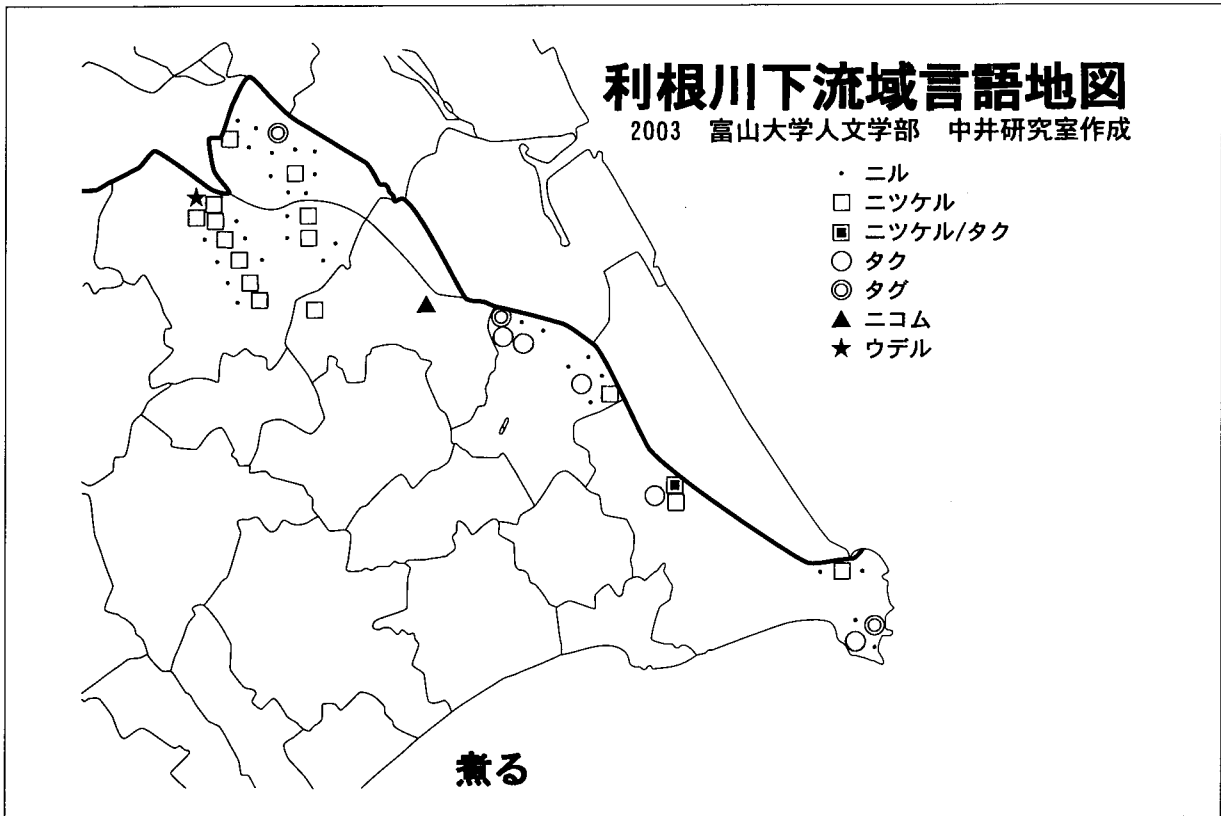 利根川下流域言語地図
2003 富山大学人文学部 中井研究室作成
ニル
ニツケル
ニツケル/タク
タク
タグ
ニコム
ウデル
煮る